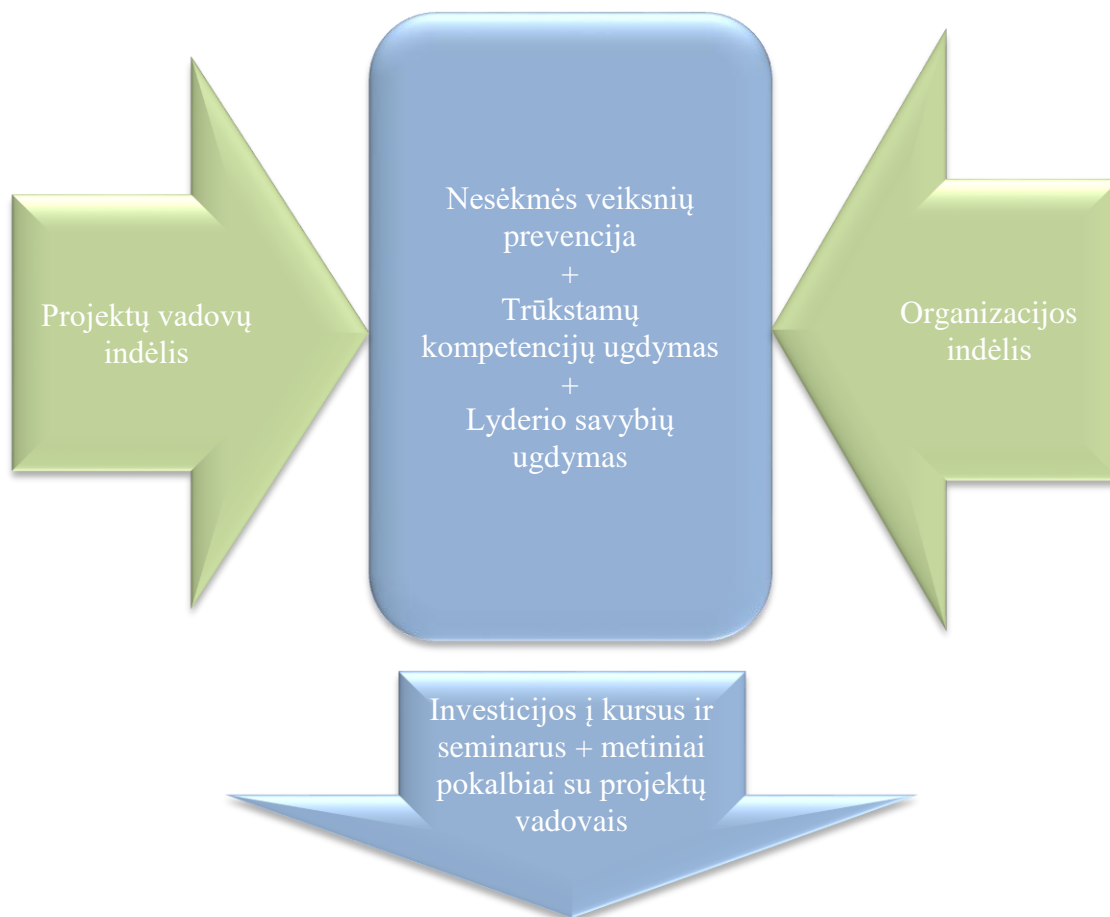 Projektų vadovų
indėlis
Nesėkmės veiksnių
prevencija
+
Trūkstamų
kompetencijų ugdymas
+
Lyderio savybių
ugdymas
Organizacijos
indėlis
Investicijos į kursus ir
seminarus + metiniai
pokalbiai su projektų
vadovais